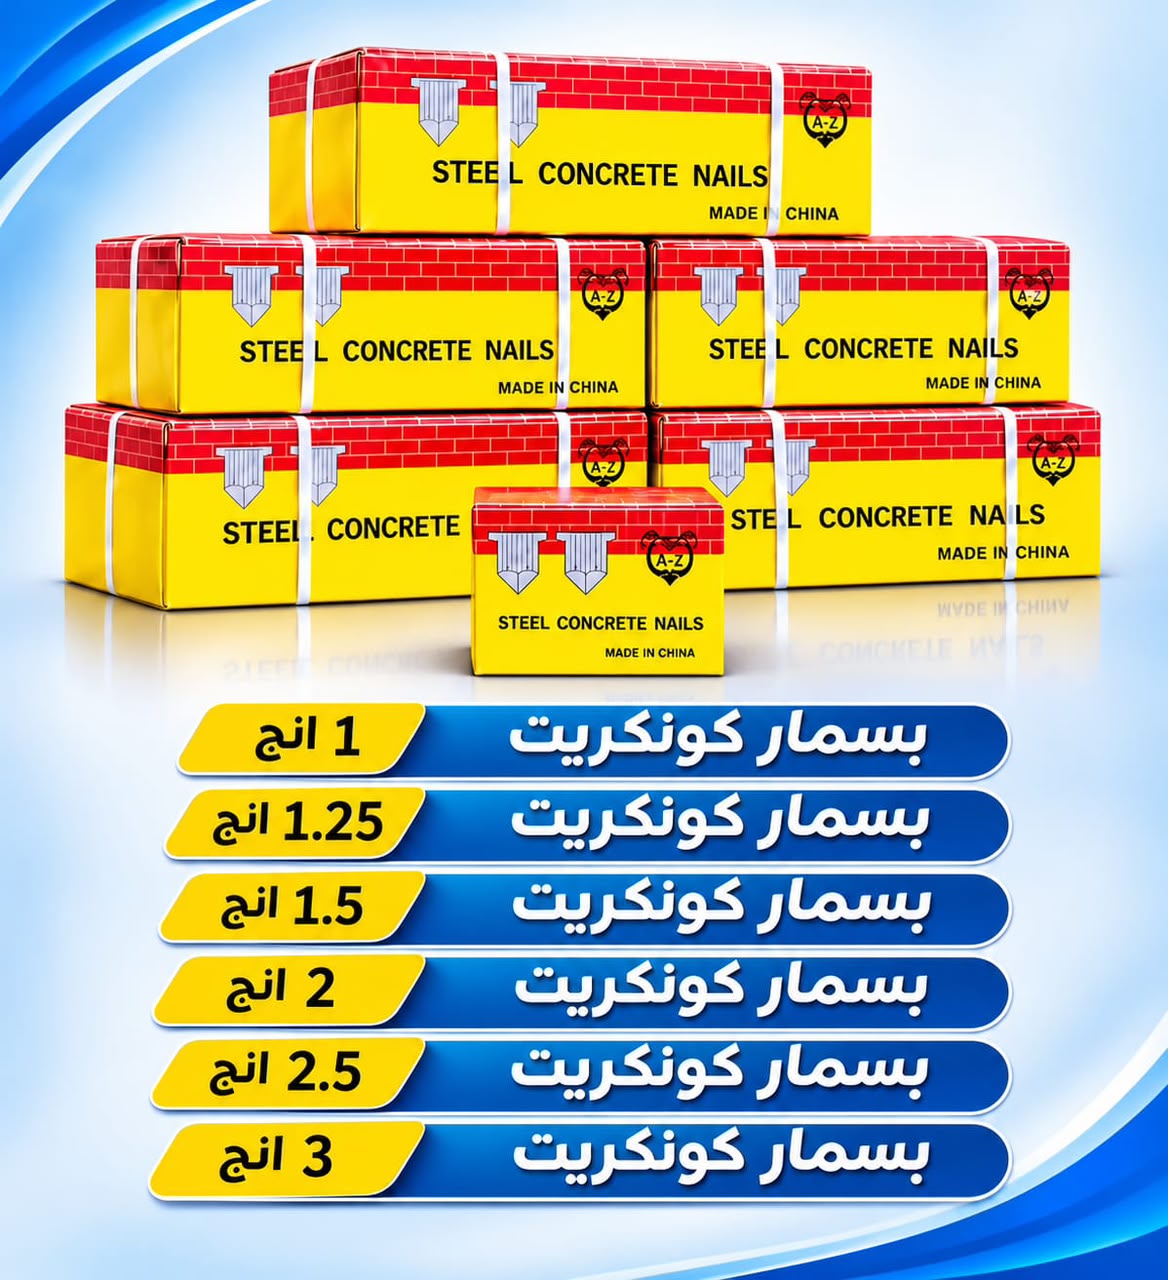 A-Z
STEEL CONCRETE NAILS
MADE IN CHINA
A-Z
STEEL CONCRETE NAILS
MADE IN CHINA
A-Z
STEEL CONCRETE NAILS
MADE IN CHINA
A-Z
STEEL CONCRETE
A-Z
STEEL CONCRETE NAILS
MADE IN CHINA
A-Z
STEEL CONCRETE NAILS
MADE IN CHINA
بسمار كونكريت 1 انج
بسمار كونكريت 1.25 انج
بسمار كونكريت 1.5 انج
بسمار كونكريت 2 انج
بسمار كونكريت 2.5 انج
بسمار كونكريت 3 انج